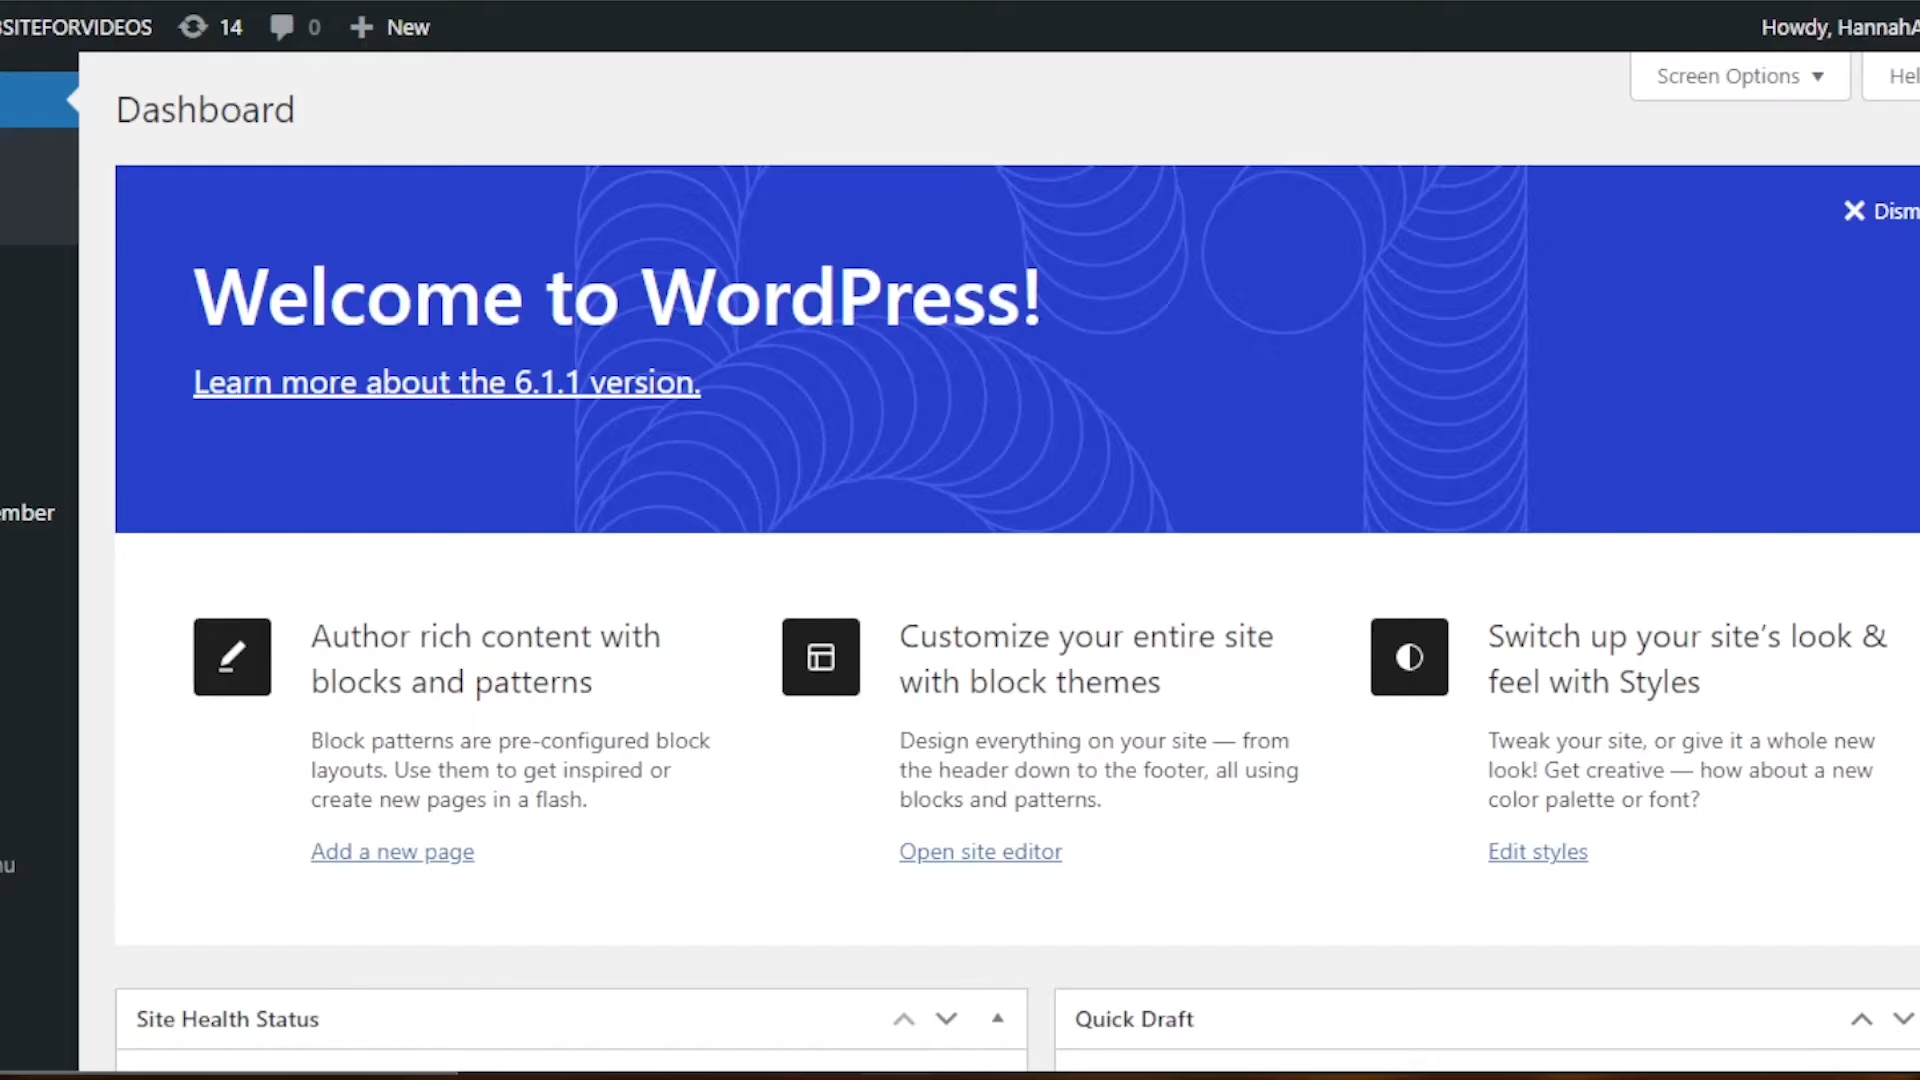 SITEFORVIDEOS 14 0 New Howdy, HannahA
Screen Options
Dashboard
Welcome to WordPress!
Learn more about the 6.1.1 version.
Author rich content with
blocks and patterns
Block patterns are pre-configured block
layouts. Use them to get inspired or
create new pages in a flash.
Add a new page
Customize your entire site
with block themes
Design everything on your site — from
the header down to the footer, all using
blocks and patterns.
Open site editor
Switch up your site’s look &
feel with Styles
Tweak your site, or give it a whole new
look! Get creative — how about a new
color palette or font?
Edit styles
Site Health Status
Quick Draft